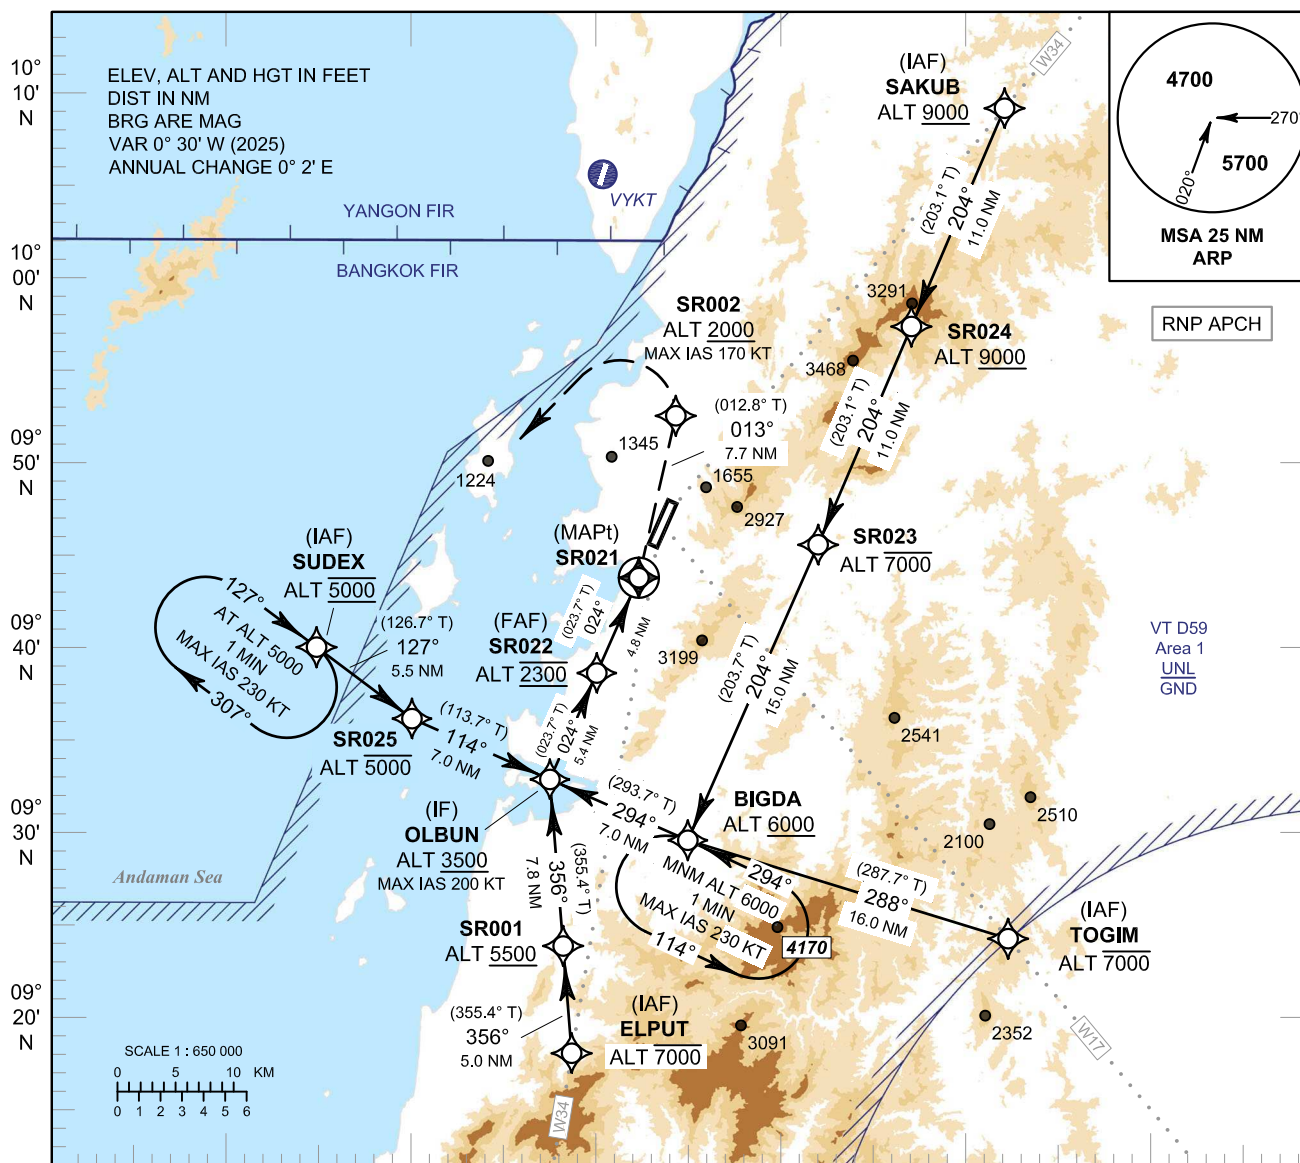 ELEV, ALT AND HGT IN FEET
DIST IN NM
BRG ARE MAG
VAR 0° 30' W (2025)
ANNUAL CHANGE 0° 2' E
10°
10'
N
10°
00'
N
09°
50'
N
09°
40'
N
09°
30'
N
09°
20'
N
YANGON FIR
BANGKOK FIR
VYKT
W34
(IAF)
SAKUB
ALT 9000
4700
5700
270°
020°
MSA 25 NM
ARP
RNP APCH
(203.1° T)
204°
11.0 NM
3291
SR024
ALT 9000
3468
(203.1° T)
204°
11.0 NM
SR002
ALT 2000
MAX IAS 170 KT
(012.8° T)
013°
7.7 NM
1345
1224
1655
2927
(MAPt)
SR021
SR023
ALT 7000
(IAF)
SUDEX
ALT 5000
127°
AT ALT 5000
1 MIN
MAX IAS 230 KT
307°
(126.7° T)
127°
5.5 NM
(023.7° T)
024°
4.8 NM
(FAF)
SR022
ALT 2300
3199
(203.7° T)
204°
15.0 NM
VT D59
Area 1
UNL
GND
SR025
ALT 5000
(113.7° T)
114°
7.0 NM
(023.7° T)
024°
5.4 NM
2541
(IF)
OLBUN
ALT 3500
MAX IAS 200 KT
(293.7° T)
294°
7.0 NM
BIGDA
ALT 6000
2510
2100
Andaman Sea
(355.4° T)
356°
7.8 NM
294°
MNM ALT 6000
1 MIN
MAX IAS 230 KT
114°
4170
(287.7° T)
288°
16.0 NM
(IAF)
TOGIM
ALT 7000
SR001
ALT 5500
(355.4° T)
356°
5.0 NM
(IAF)
ELPUT
ALT 7000
3091
2352
W17
W34
SCALE 1 : 650 000
0 5 10 KM
0 1 2 3 4 5 6